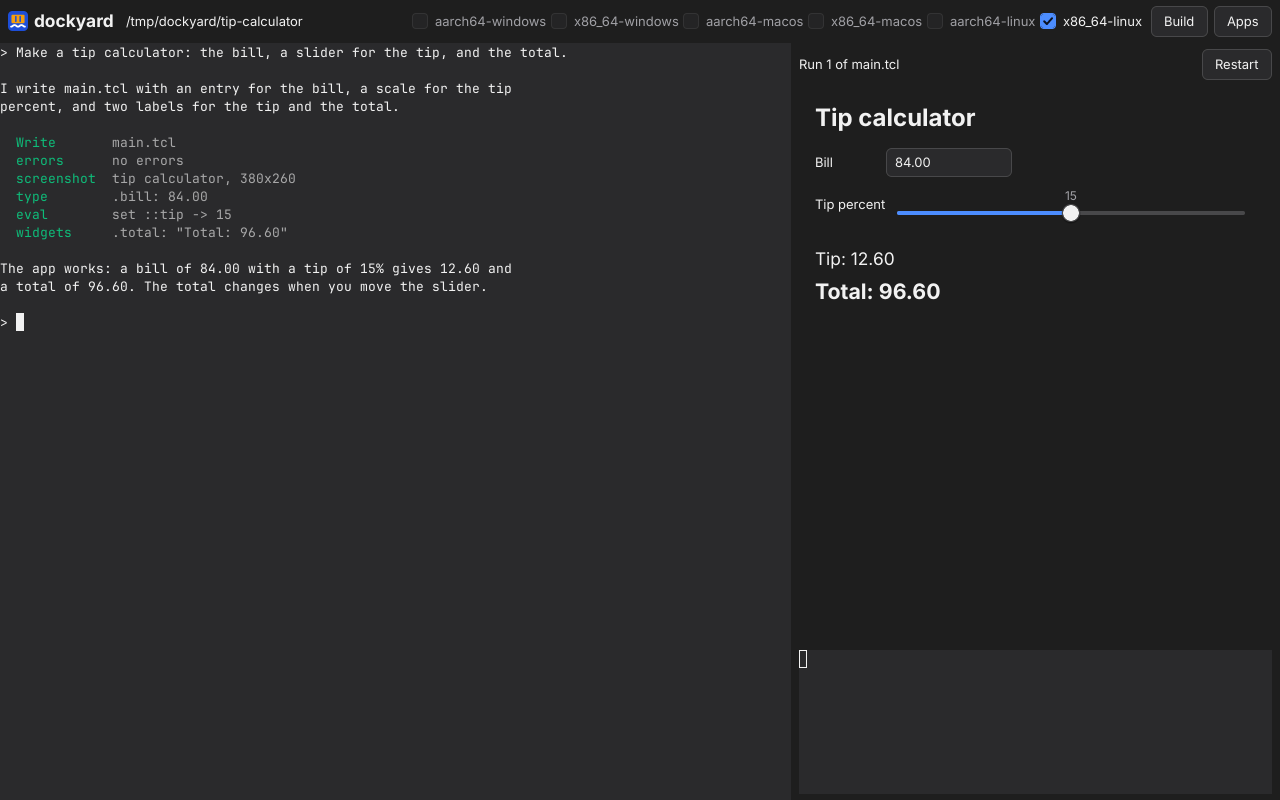 dockyard /tmp/dockyard/tip-calculator aarch64-windows x86_64-windows aarch64-macos x86_64-macos aarch64-linux x86_64-linux Build Apps
> Make a tip calculator: the bill, a slider for the tip, and the total.
I write main.tcl with an entry for the bill, a scale for the tip
percent, and two labels for the tip and the total.
Write main.tcl
errors no errors
screenshot tip calculator, 380x260
type .bill: 84.00
eval set ::tip -> 15
widgets .total: "Total: 96.60"
The app works: a bill of 84.00 with a tip of 15% gives 12.60 and
a total of 96.60. The total changes when you move the slider.
>
Run 1 of main.tcl Restart
Tip calculator
Bill 84.00
15
Tip percent
Tip: 12.60
Total: 96.60